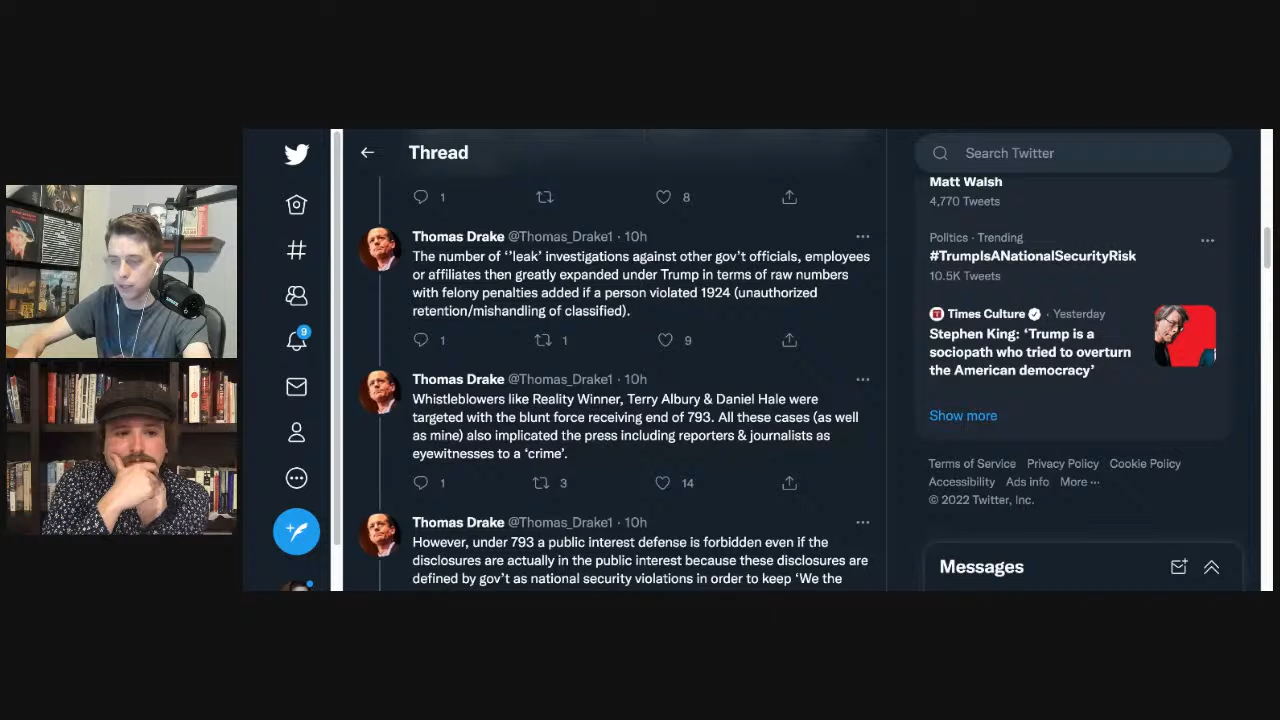 Thread
Search Twitter
1
8
Thomas Drake @Thomas_Drake1 · 10h
The number of ‘’leak’ investigations against other gov’t officials, employees
or affiliates then greatly expanded under Trump in terms of raw numbers
with felony penalties added if a person violated 1924 (unauthorized
retention/mishandling of classified).
1
1
9
Thomas Drake @Thomas_Drake1 · 10h
Whistleblowers like Reality Winner, Terry Albury & Daniel Hale were
targeted with the blunt force receiving end of 793. All these cases (as well
as mine) also implicated the press including reporters & journalists as
eyewitnesses to a ‘crime’.
1
3
14
Thomas Drake @Thomas_Drake1 · 10h
However, under 793 a public interest defense is forbidden even if the
disclosures are actually in the public interest because these disclosures are
defined by gov’t as national security violations in order to keep ‘We the
9
Matt Walsh
4,770 Tweets
Politics · Trending
#TrumpIsANationalSecurityRisk
10.5K Tweets
Times Culture · Yesterday
Stephen King: ‘Trump is a
sociopath who tried to overturn
the American democracy’
Show more
Terms of Service Privacy Policy Cookie Policy
Accessibility Ads info More ···
© 2022 Twitter, Inc.
Messages